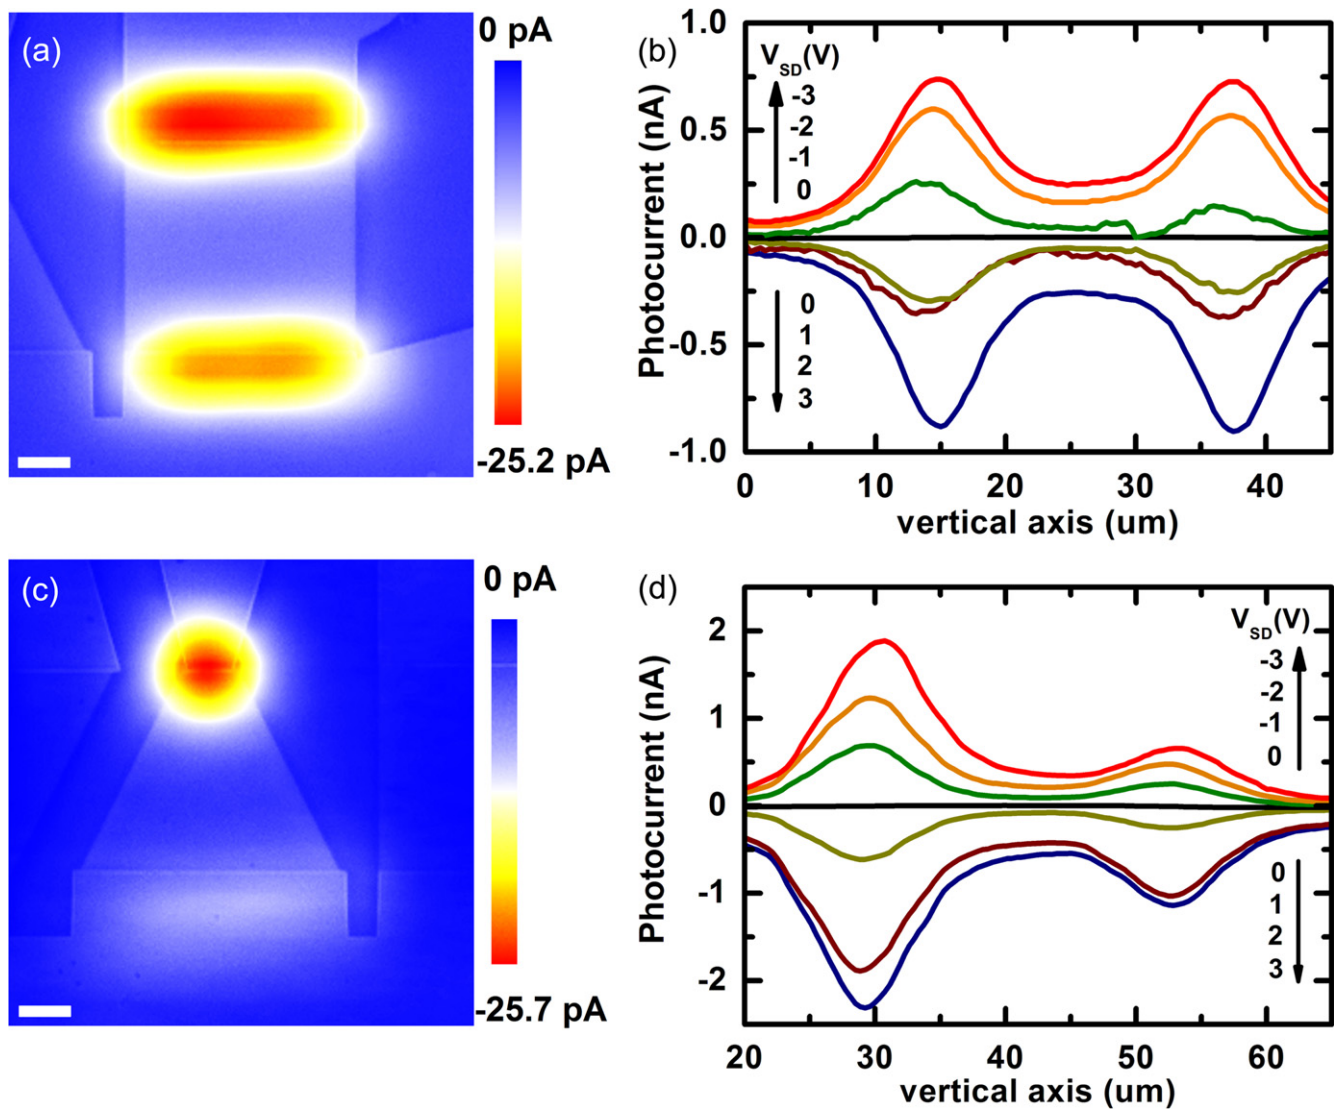 (a)
0 pA
-25.2 pA
(b)
1.0
0.5
0.0
-0.5
-1.0
Photocurrent (nA)
V_SD(V)
-3
-2
-1
0
0
1
2
3
0
10
20
30
40
vertical axis (um)
(c)
0 pA
-25.7 pA
(d)
2
1
0
-1
-2
Photocurrent (nA)
V_SD(V)
-3
-2
-1
0
0
1
2
3
20
30
40
50
60
vertical axis (um)